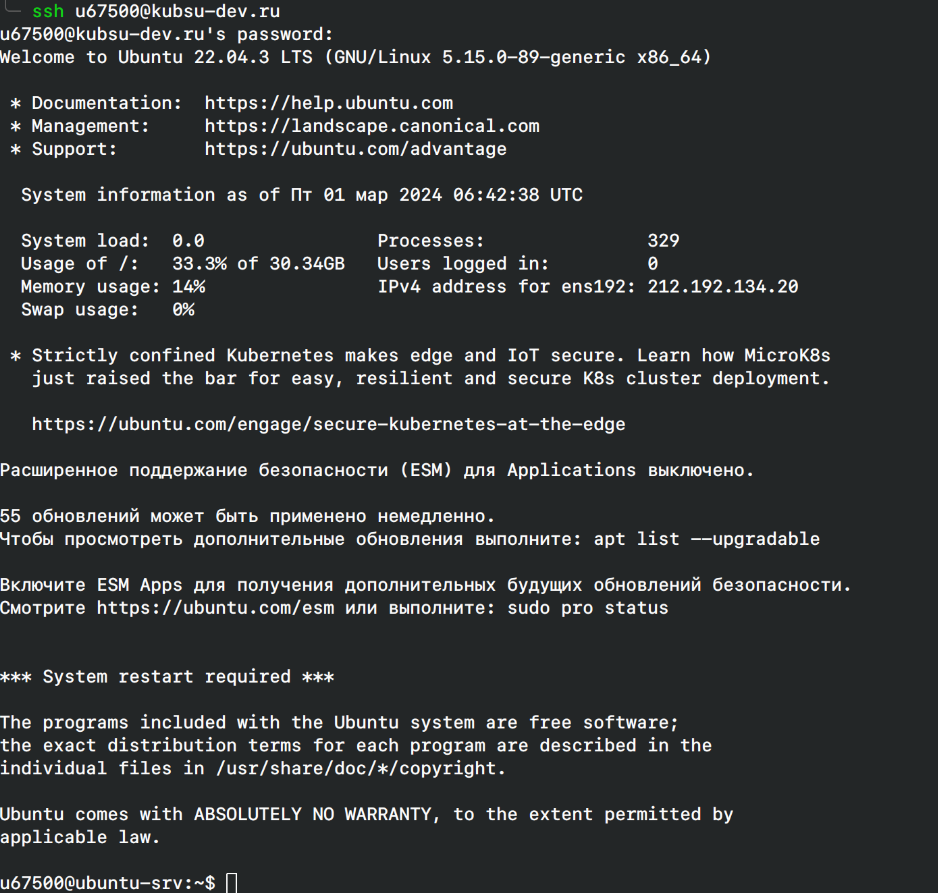 ssh u67500@kubsu-dev.ru
u67500@kubsu-dev.ru's password:
Welcome to Ubuntu 22.04.3 LTS (GNU/Linux 5.15.0-89-generic x86_64)
* Documentation:  https://help.ubuntu.com
* Management:     https://landscape.canonical.com
* Support:        https://ubuntu.com/advantage
System information as of Пт 01 мар 2024 06:42:38 UTC
System load:  0.0                Processes:               329
Usage of /:   33.3% of 30.34GB   Users logged in:         0
Memory usage: 14%                IPv4 address for ens192: 212.192.134.20
Swap usage:   0%
* Strictly confined Kubernetes makes edge and IoT secure. Learn how MicroK8s
just raised the bar for easy, resilient and secure K8s cluster deployment.
https://ubuntu.com/engage/secure-kubernetes-at-the-edge
Расширенное поддержание безопасности (ESM) для Applications выключено.
55 обновлений может быть применено немедленно.
Чтобы просмотреть дополнительные обновления выполните: apt list --upgradable
Включите ESM Apps для получения дополнительных будущих обновлений безопасности.
Смотрите https://ubuntu.com/esm или выполните: sudo pro status
*** System restart required ***
The programs included with the Ubuntu system are free software;
the exact distribution terms for each program are described in the
individual files in /usr/share/doc/*/copyright.
Ubuntu comes with ABSOLUTELY NO WARRANTY, to the extent permitted by
applicable law.
u67500@ubuntu-srv:~$